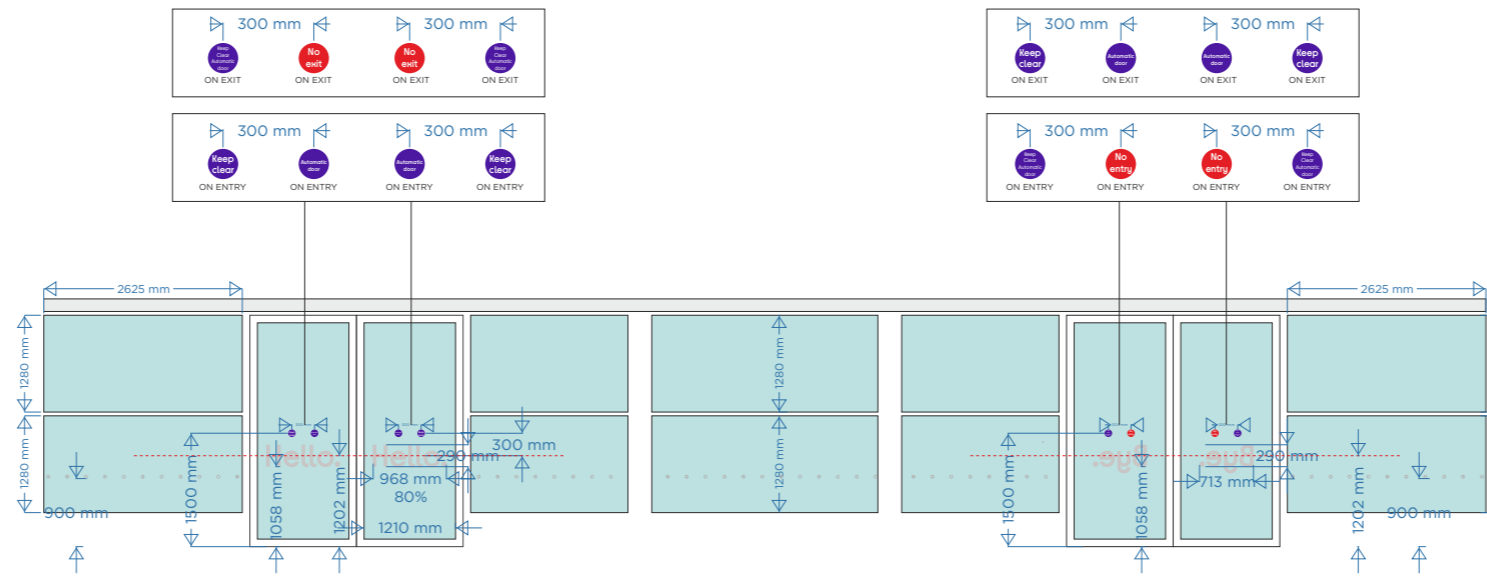 300 mm 300 mm
Keep Clear Automatic door No exit No exit Keep Clear Automatic door
ON EXIT ON EXIT ON EXIT ON EXIT
300 mm 300 mm
Keep clear Automatic door Automatic door Keep clear
ON ENTRY ON ENTRY ON ENTRY ON ENTRY
300 mm 300 mm
Keep clear Automatic door Automatic door Keep clear
ON EXIT ON EXIT ON EXIT ON EXIT
300 mm 300 mm
Keep Clear Automatic door No entry No entry Keep Clear Automatic door
ON ENTRY ON ENTRY ON ENTRY ON ENTRY
2625 mm 2625 mm
1280 mm 1280 mm
1280 mm 1280 mm
Hello. Hello. 300 mm
290 mm
968 mm
80%
900 mm 1500 mm 1058 mm 1202 mm
1210 mm
Bye. Bye. 290 mm
713 mm
1500 mm 1058 mm 1202 mm 900 mm